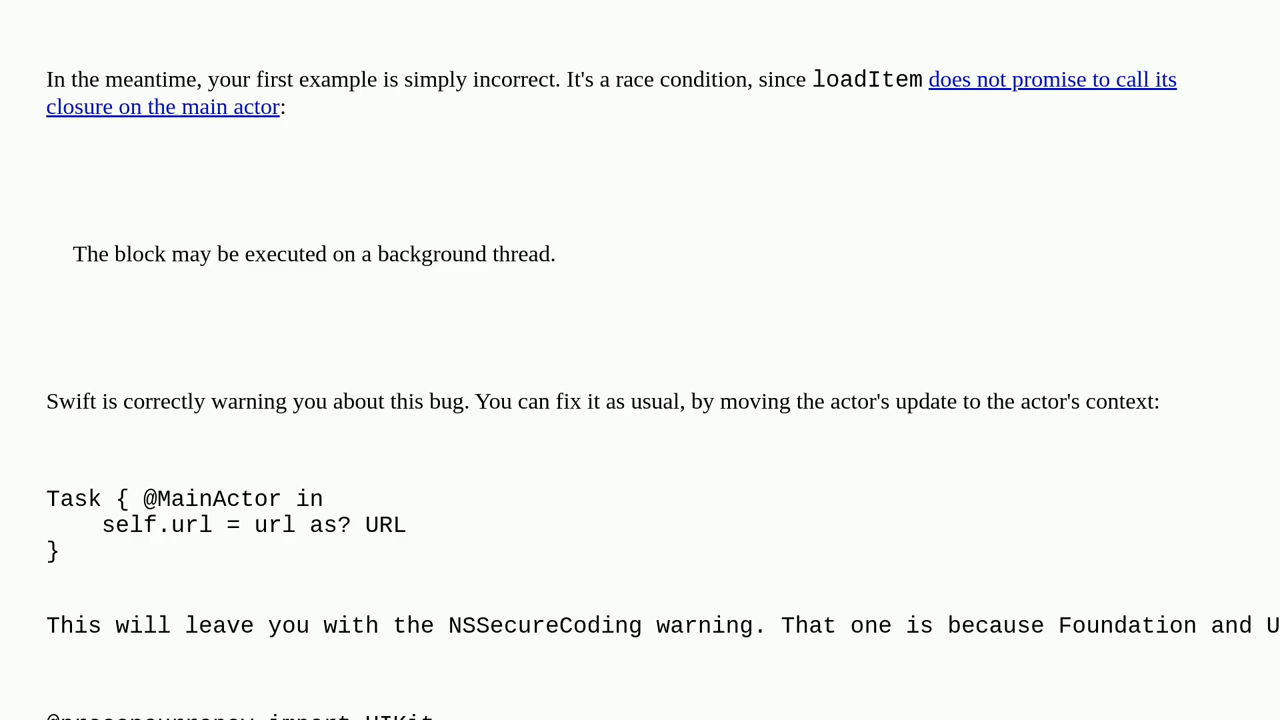 In the meantime, your first example is simply incorrect. It's a race condition, since loadItem does not promise to call its
closure on the main actor:
The block may be executed on a background thread.
Swift is correctly warning you about this bug. You can fix it as usual, by moving the actor's update to the actor's context:
Task { @MainActor in
    self.url = url as? URL
}
This will leave you with the NSSecureCoding warning. That one is because Foundation and U
@preconcurrency import UIKit